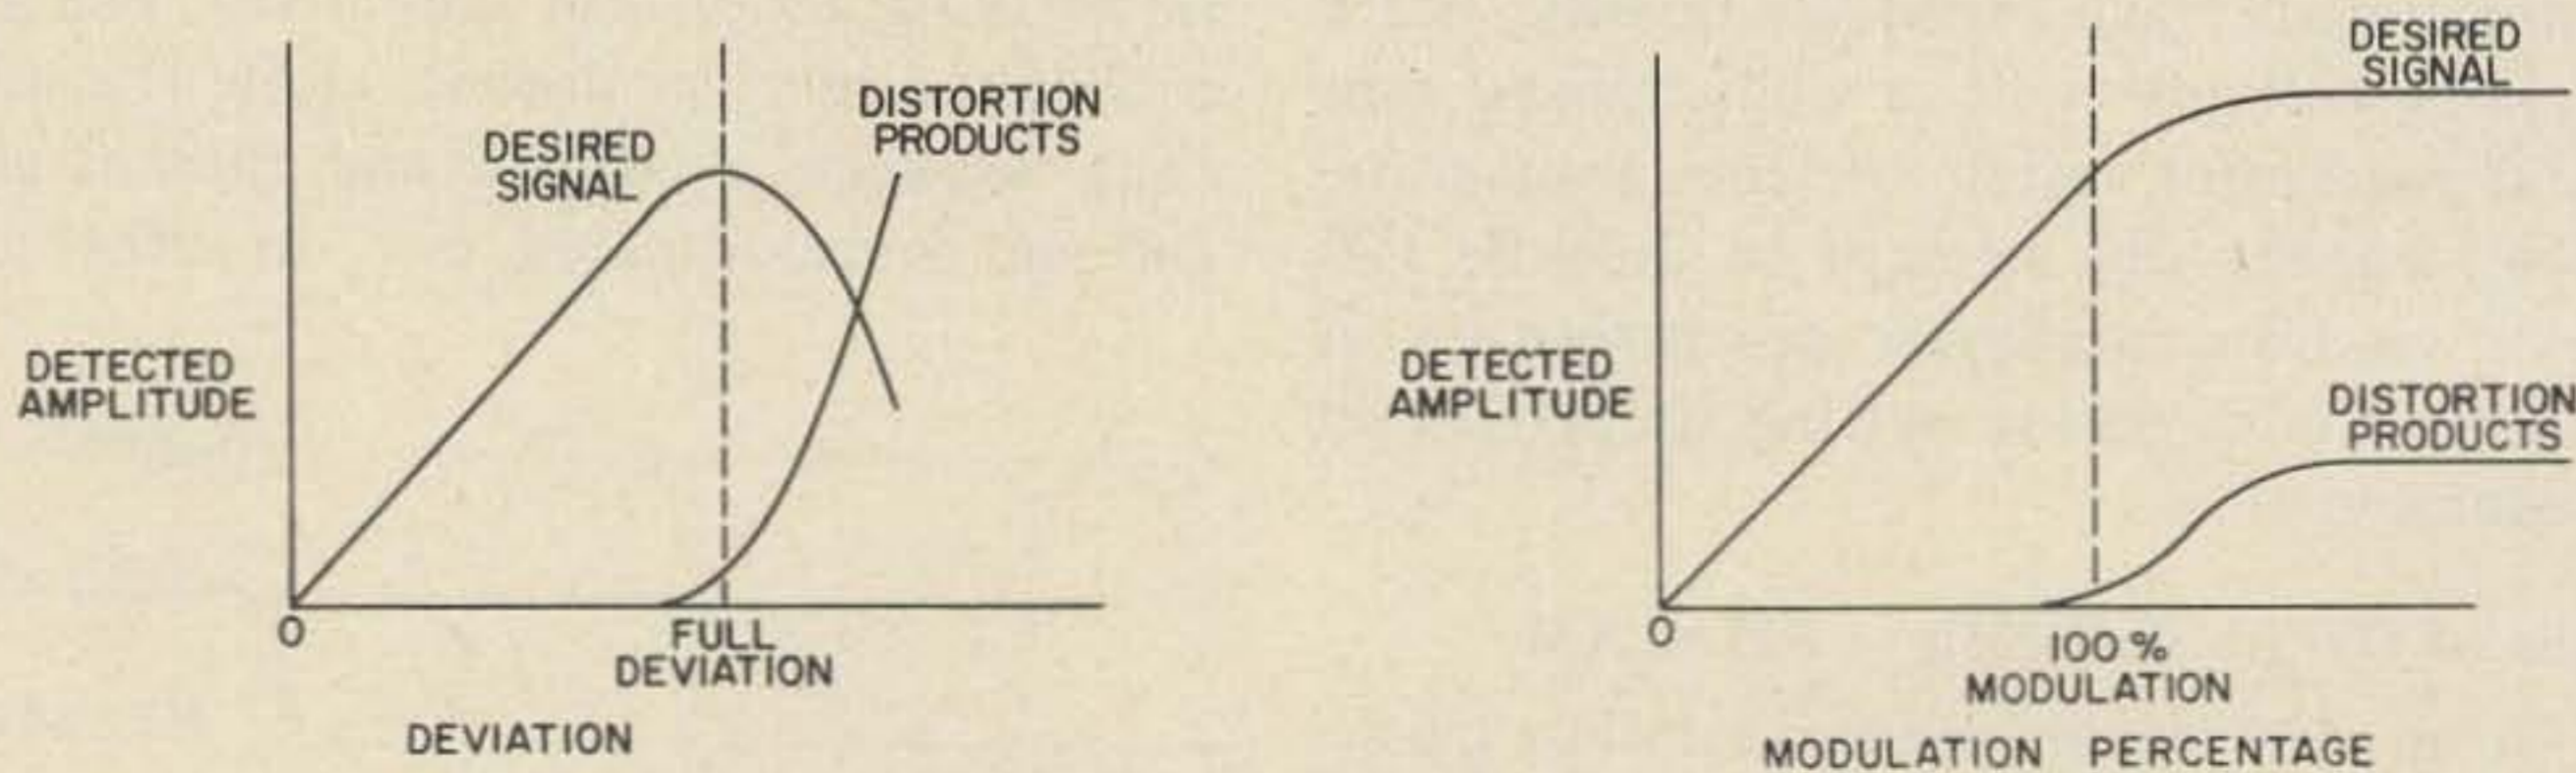 DESIRED
SIGNAL
DISTORTION
PRODUCTS
DETECTED
AMPLITUDE
0
FULL
DEVIATION
DEVIATION
DESIRED
SIGNAL
DISTORTION
PRODUCTS
DETECTED
AMPLITUDE
0
100 %
MODULATION
MODULATION PERCENTAGE